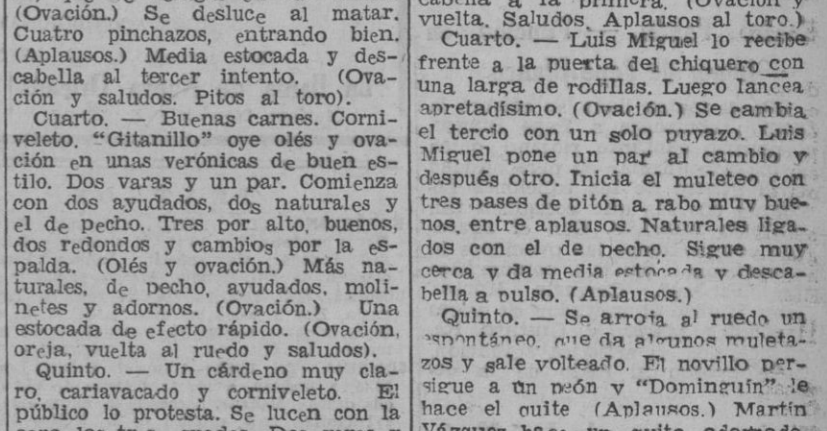 (Ovación.) Se desluce al matar.
Cuatro pinchazos, entrando bien.
(Aplausos.) Media estocada y des-
cabella al tercer intento. (Ova-
ción y saludos. Pitos al toro).
Cuarto. — Buenas carnes. Corni-
veleto. "Gitanillo" oye olés y ova-
ción en unas verónicas de buen es-
tilo. Dos varas y un par. Comienza
con dos ayudados, dos naturales y
el de pecho. Tres por alto, buenos,
dos redondos y cambios por la es-
palda. (Olés y ovación.) Más na-
turales, de pecho, ayudados, moli-
netes y adornos. (Ovación.) Una
estocada de efecto rápido. (Ovación,
oreja, vuelta al ruedo y saludos).
Quinto. — Un cárdeno muy cla-
ro, cariavacado y corniveleto. El
público lo protesta. Se lucen con la
vuelta. Saludos. Aplausos al toro.)
Cuarto. — Luis Miguel lo recibe
frente a la puerta del chiquero con
una larga de rodillas. Luego lancea
apretadísimo. (Ovación.) Se cambia
el tercio con un solo puyazo. Luis
Miguel pone un par al cambio y
después otro. Inicia el muleteo con
tres pases de pitón a rabo muy bue-
nos, entre aplausos. Naturales liga-
dos con el de pecho. Sigue muy
cerca y da media estocada y desca-
bella a pulso. (Aplausos.)
Quinto. — Se arroja al ruedo un
espontáneo, que da algunos muleta-
zos y sale volteado. El novillo per-
sigue a un peón y "Dominguín" le
hace el quite (Aplausos.) Martín